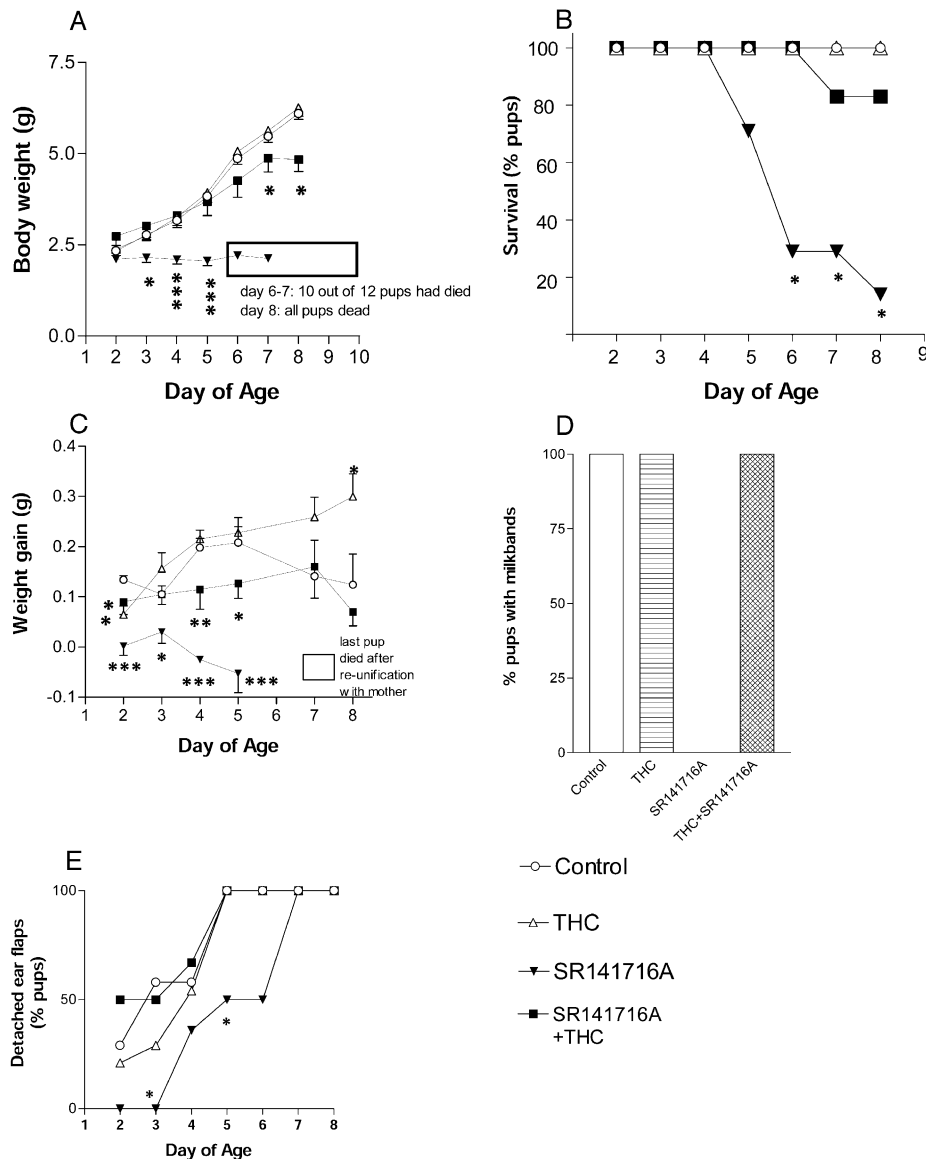 A
Body weight (g)
7.5
5.0
2.5
0.0
* *
* * * * * * *
day 6-7: 10 out of 12 pups had died
day 8: all pups dead
1 2 3 4 5 6 7 8 9 10
Day of Age
B
Survival (% pups)
100
80
60
40
20
* * *
2 3 4 5 6 7 8 9
Day of Age
C
Weight gain (g)
0.4
0.3
0.2
0.1
0.0
-0.1
*
*
*
** *
*** * *** ***
last pup
died after
re-unification
with mother
1 2 3 4 5 6 7 8
Day of Age
D
% pups with milkbands
100
75
50
25
0
Control
THC
SR141716A
THC+SR141716A
E
Detached ear flaps
(% pups)
100
50
0
* *
1 2 3 4 5 6 7 8
Day of Age
Control
THC
SR141716A
SR141716A
+THC